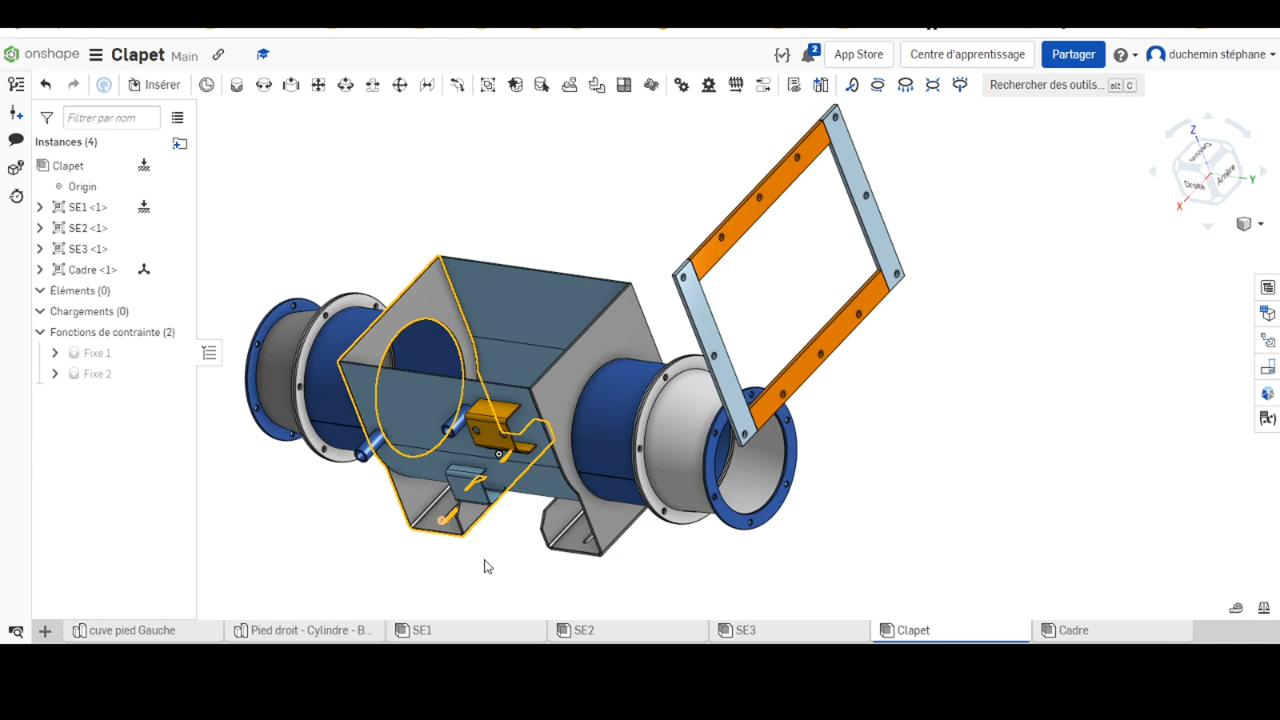 onshape Clapet Main 2 App Store Centre d'apprentissage Partager duchemin stéphane
Insérer Rechercher des outils... alt C
Filtrer par nom
Instances (4)
Clapet
Origin
SE1 <1>
SE2 <1>
SE3 <1>
Cadre <1>
Éléments (0)
Chargements (0)
Fonctions de contrainte (2)
Fixe 1
Fixe 2
Z
Droite Arrière
Y
X
cuve pied Gauche Pied droit - Cylindre - B... SE1 SE2 SE3 Clapet Cadre